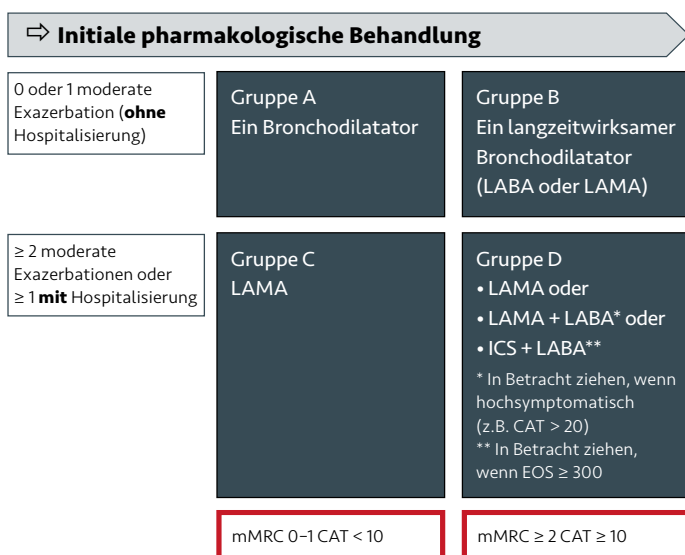 ⇨ Initiale pharmakologische Behandlung
0 oder 1 moderate
Exazerbation (ohne
Hospitalisierung)
Gruppe A
Ein Bronchodilatator
Gruppe B
Ein langzeitwirksamer
Bronchodilatator
(LABA oder LAMA)
≥ 2 moderate
Exazerbationen oder
≥ 1 mit Hospitalisierung
Gruppe C
LAMA
Gruppe D
• LAMA oder
• LAMA + LABA* oder
• ICS + LABA**
* In Betracht ziehen, wenn
hochsymptomatisch
(z.B. CAT > 20)
** In Betracht ziehen,
wenn EOS ≥ 300
mMRC 0–1 CAT < 10
mMRC ≥ 2 CAT ≥ 10